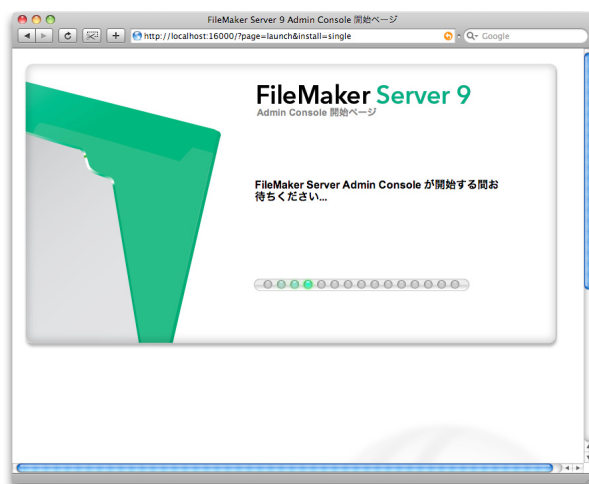 FileMaker Server 9 Admin Console 開始ページ
http://localhost:16000/?page=launch&install=single
Google
FileMaker Server 9
Admin Console 開始ページ
FileMaker Server Admin Console が開始する間お
待ちください...